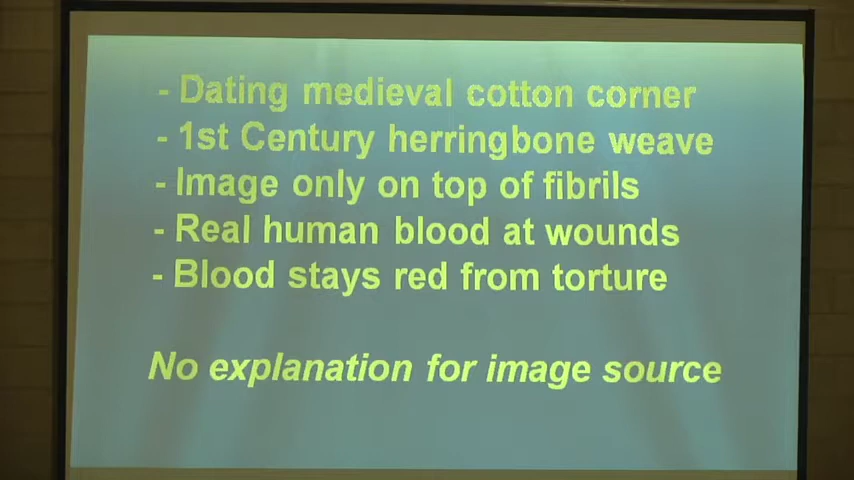 - Dating medieval cotton corner
- 1st Century herringbone weave
- Image only on top of fibrils
- Real human blood at wounds
- Blood stays red from torture
No explanation for image source